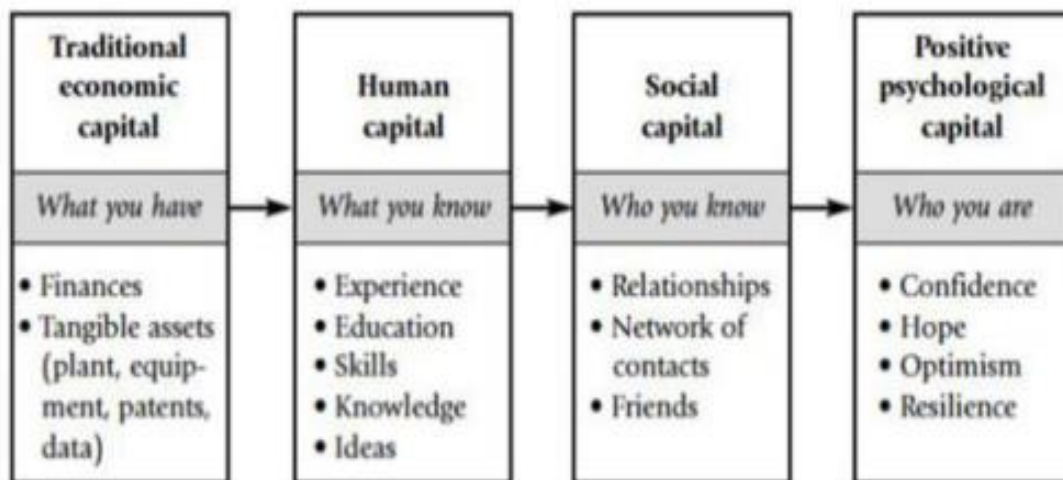 Traditional
economic
capital
What you have
• Finances
• Tangible assets
(plant, equip-
ment, patents,
data)
Human
capital
What you know
• Experience
• Education
• Skills
• Knowledge
• Ideas
Social
capital
Who you know
• Relationships
• Network of
contacts
• Friends
Positive
psychological
capital
Who you are
• Confidence
• Hope
• Optimism
• Resilience